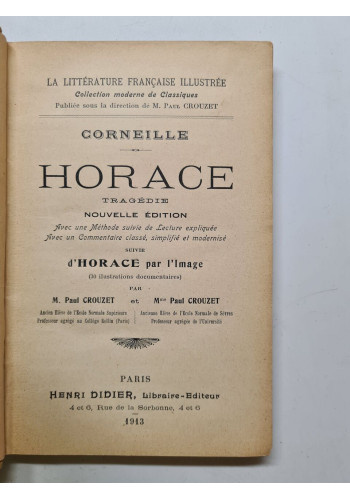 LA LITTÉRATURE FRANÇAISE ILLUSTRÉE
Collection moderne de Classiques
Publiée sous la direction de M. PAUL CROUZET
CORNEILLE
HORACE
TRAGÉDIE
NOUVELLE ÉDITION
Avec une Méthode suivie de Lecture expliquée
Avec un Commentaire classé, simplifié et modernisé
SUIVIE
d'HORACE par l'Image
illustrations documentaires)
PAR
M. Paul CROUZET et Mme Paul CROUZET
Ancien Élève de l'École Normale Supérieure
Professeur agrégé au Collège Rollin (Paris)
Ancienne Élève de l'École Normale de Sèvres
Professeur agrégée de l'Université
PARIS
HENRI DIDIER, Libraire-Éditeur
4 et 6, Rue de la Sorbonne, 4 et 6
1913